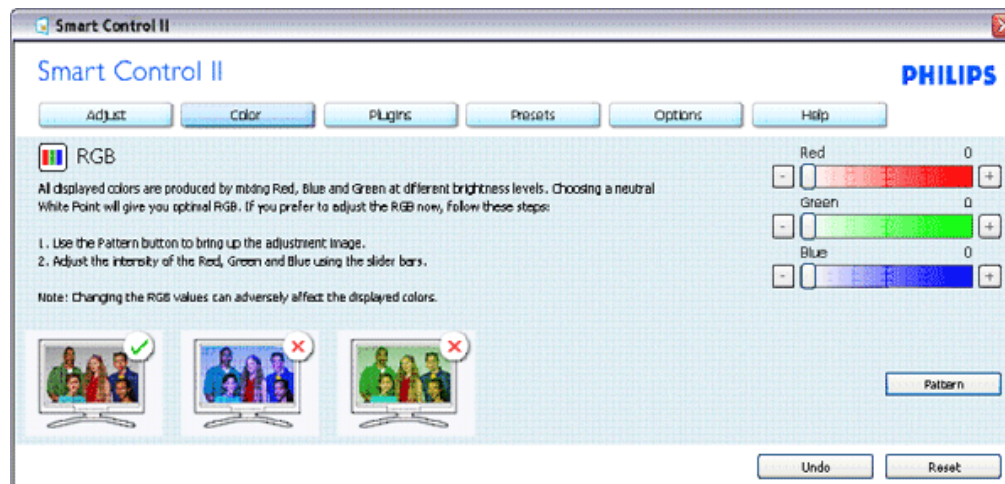 Smart Control II
Smart Control II
PHILIPS
Adjust
Color
Plugins
Presets
Options
Help
RGB
All displayed colors are produced by mixing Red, Blue and Green at different brightness levels. Choosing a neutral
White Point will give you optimal RGB. If you prefer to adjust the RGB now, follow these steps:
1. Use the Pattern button to bring up the adjustment image.
2. Adjust the intensity of the Red, Green and Blue using the slider bars.
Note: Changing the RGB values can adversely affect the displayed colors.
Red 0
- +
Green 0
- +
Blue 0
- +
Pattern
Undo
Reset